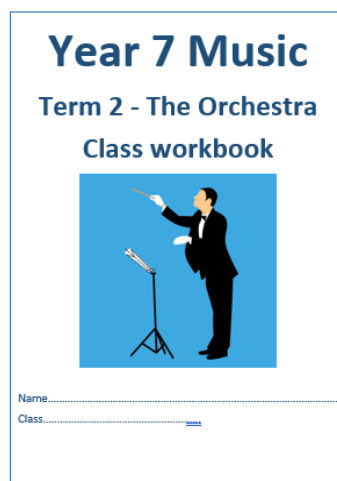 Year 7 Music
Term 2 - The Orchestra
Class workbook
Name......................................................................................................
Class.....................................................